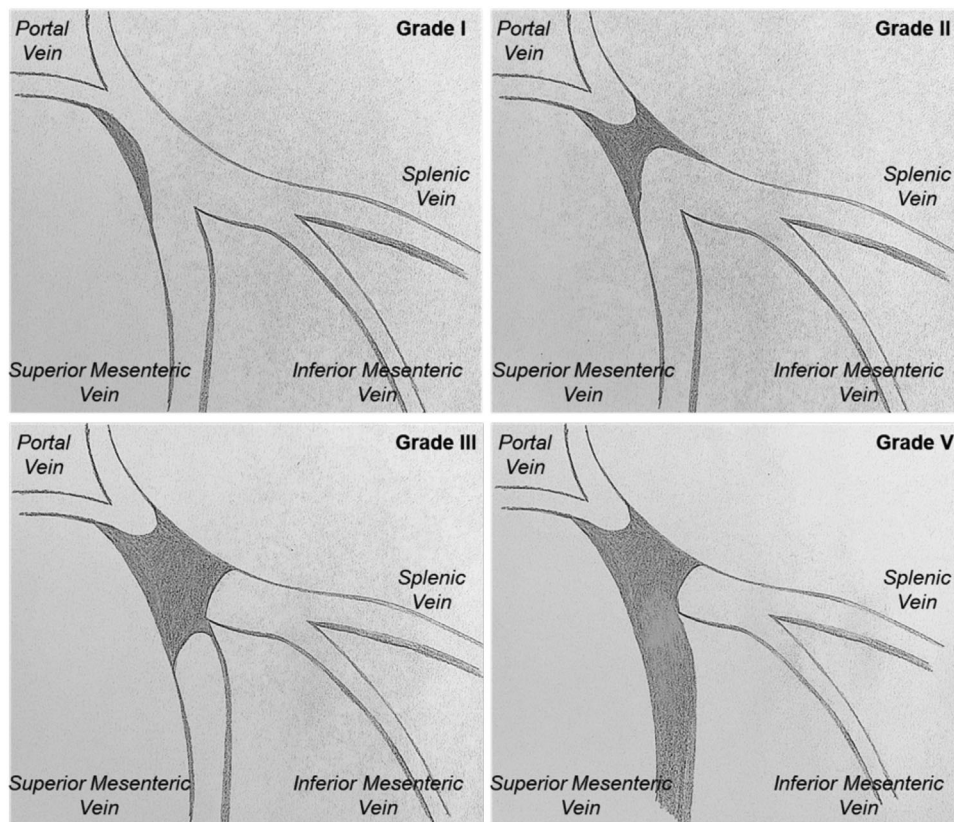 Portal
Vein
Grade I
Splenic
Vein
Superior Mesenteric
Vein
Inferior Mesenteric
Vein
Portal
Vein
Grade II
Splenic
Vein
Superior Mesenteric
Vein
Inferior Mesenteric
Vein
Portal
Vein
Grade III
Splenic
Vein
Superior Mesenteric
Vein
Inferior Mesenteric
Vein
Portal
Vein
Grade V
Splenic
Vein
Superior Mesenteric
Vein
Inferior Mesenteric
Vein